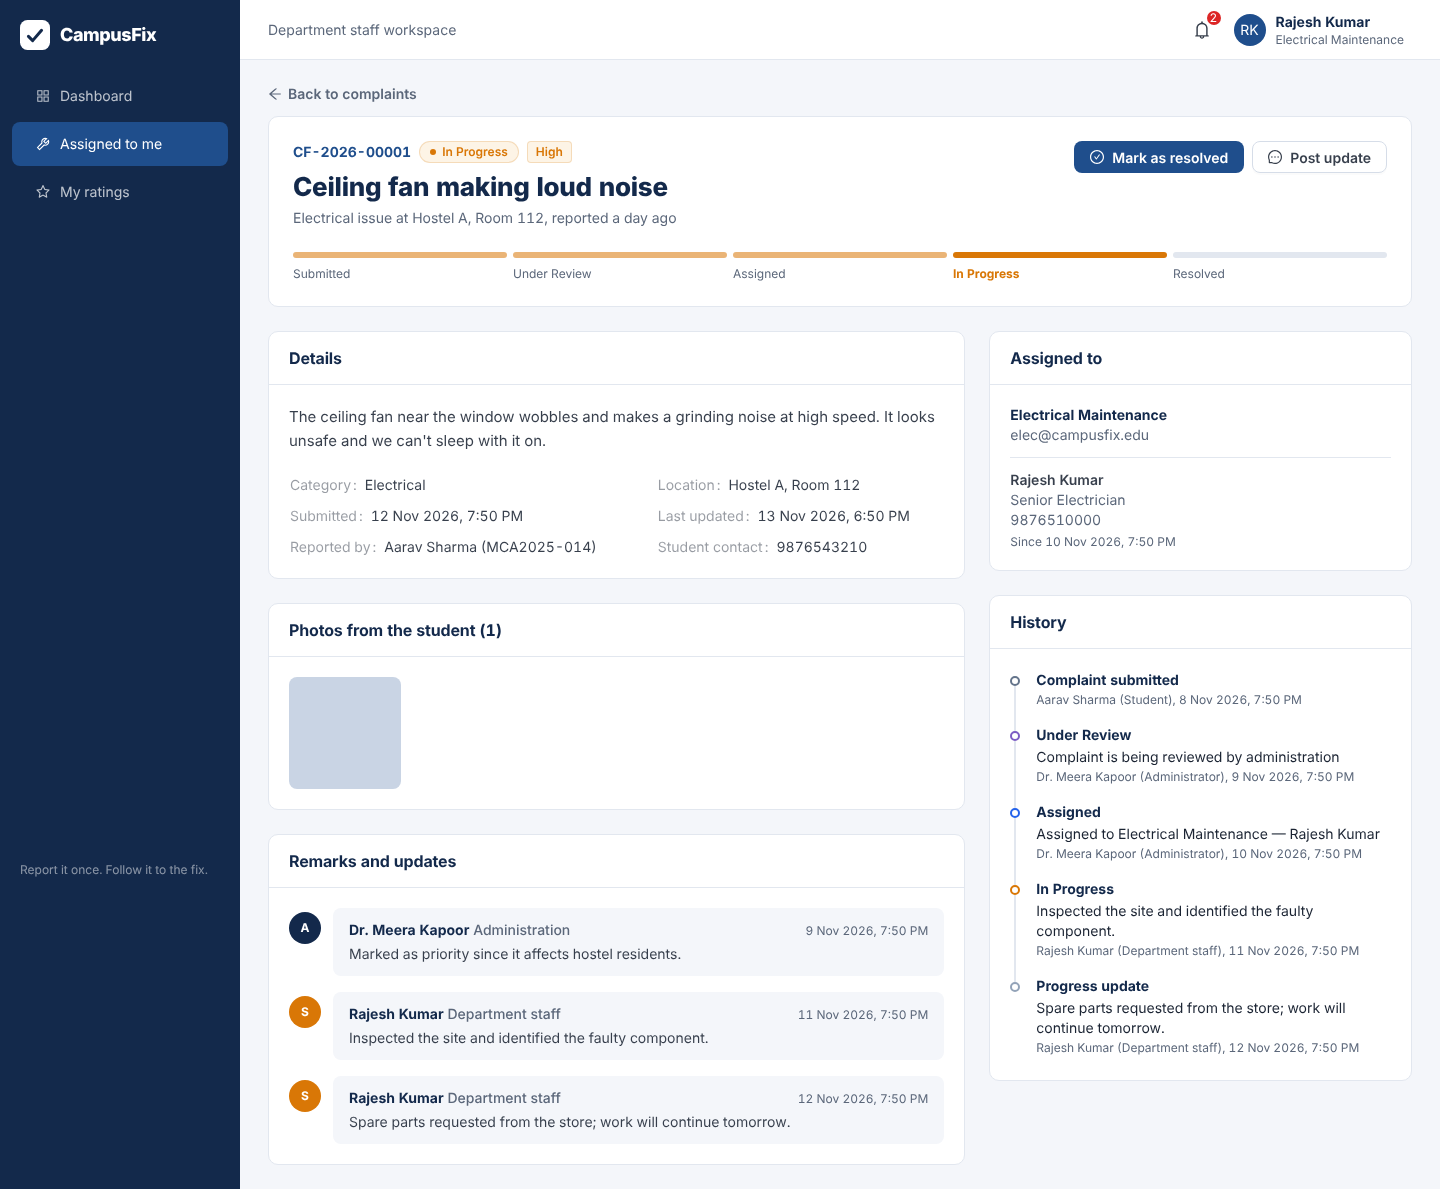 CampusFix
Dashboard
Assigned to me
My ratings
Report it once. Follow it to the fix.
Department staff workspace
2
RK
Rajesh Kumar
Electrical Maintenance
Back to complaints
CF-2026-00001
In Progress
High
Mark as resolved
Post update
Ceiling fan making loud noise
Electrical issue at Hostel A, Room 112, reported a day ago
Submitted
Under Review
Assigned
In Progress
Resolved
Details
The ceiling fan near the window wobbles and makes a grinding noise at high speed. It looks
unsafe and we can't sleep with it on.
Category: Electrical
Location: Hostel A, Room 112
Submitted: 12 Nov 2026, 7:50 PM
Last updated: 13 Nov 2026, 6:50 PM
Reported by: Aarav Sharma (MCA2025-014)
Student contact: 9876543210
Photos from the student (1)
Remarks and updates
A
Dr. Meera Kapoor Administration
9 Nov 2026, 7:50 PM
Marked as priority since it affects hostel residents.
S
Rajesh Kumar Department staff
11 Nov 2026, 7:50 PM
Inspected the site and identified the faulty component.
S
Rajesh Kumar Department staff
12 Nov 2026, 7:50 PM
Spare parts requested from the store; work will continue tomorrow.
Assigned to
Electrical Maintenance
elec@campusfix.edu
Rajesh Kumar
Senior Electrician
9876510000
Since 10 Nov 2026, 7:50 PM
History
Complaint submitted
Aarav Sharma (Student), 8 Nov 2026, 7:50 PM
Under Review
Complaint is being reviewed by administration
Dr. Meera Kapoor (Administrator), 9 Nov 2026, 7:50 PM
Assigned
Assigned to Electrical Maintenance — Rajesh Kumar
Dr. Meera Kapoor (Administrator), 10 Nov 2026, 7:50 PM
In Progress
Inspected the site and identified the faulty
component.
Rajesh Kumar (Department staff), 11 Nov 2026, 7:50 PM
Progress update
Spare parts requested from the store; work will
continue tomorrow.
Rajesh Kumar (Department staff), 12 Nov 2026, 7:50 PM